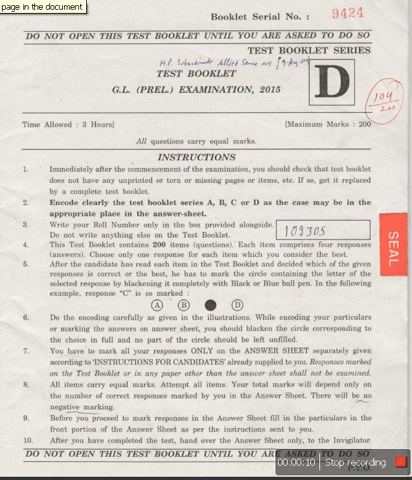 page in the document
Booklet Serial No. : 9424
DO NOT OPEN THIS TEST BOOKLET UNTIL YOU ARE ASKED TO DO SO
TEST BOOKLET SERIES
TEST BOOKLET
D
G.L. (PREL.) EXAMINATION, 2015
104
200
Time Allowed : 3 Hours]
[Maximum Marks : 200
All questions carry equal marks.
INSTRUCTIONS
1. Immediately after the commencement of the examination, you should check that test booklet
does not have any unprinted or torn or missing pages or items, etc. If so, get it replaced
by a complete test booklet.
2. Encode clearly the test booklet series A, B, C or D as the case may be in the
appropriate place in the answer-sheet.
3. Write your Roll Number only in the box provided alongside.
Do not write anything else on the Test Booklet.
109305
4. This Test Booklet contains 200 items (questions). Each item comprises four responses
(answers). Choose only one response for each item which you consider the best.
5. After the candidate has read each item in the Test Booklet and decided which of the given
responses is correct or the best, he has to mark the circle containing the letter of the
selected response by blackening it completely with Black or Blue ball pen. In the following
example, response "C" is so marked :
A B D
6. Do the encoding carefully as given in the illustrations. While encoding your particulars
or marking the answers on answer sheet, you should blacken the circle corresponding to
the choice in full and no part of the circle should be left unfilled.
7. You have to mark all your responses ONLY on the ANSWER SHEET separately given
according to 'INSTRUCTIONS FOR CANDIDATES' already supplied to you. Responses marked
on the Test Booklet or in any paper other than the answer sheet shall not be examined.
8. All items carry equal marks. Attempt all items. Your total marks will depend only on
the number of correct responses marked by you in the Answer Sheet. There will be no
negative marking.
9. Before you proceed to mark responses in the Answer Sheet fill in the particulars in the
front portion of the Answer Sheet as per the instructions sent to you.
10. After you have completed the test, hand over the Answer Sheet only, to the Invigilator.
DO NOT OPEN THIS TEST BOOKLET UNTIL YOU ARE ASKED TO DO SO
SEAL
00:00:10 Stop recording
P.T.O.